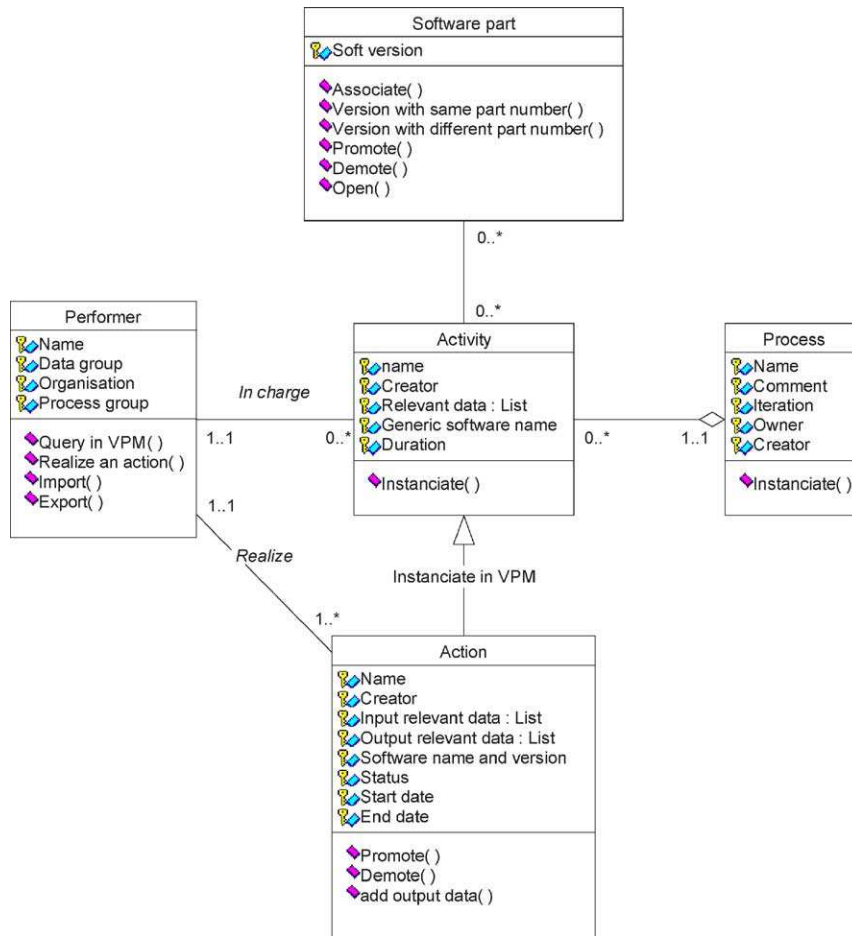 Software part
Soft version
Associate( )
Version with same part number( )
Version with different part number( )
Promote( )
Demote( )
Open( )
0..*
0..*
Performer
Name
Data group
Organisation
Process group
Query in VPM( )
Realize an action( )
Import( )
Export( )
In charge
1..1
0..*
Activity
name
Creator
Relevant data : List
Generic software name
Duration
Instanciate( )
0..*
1..1
Process
Name
Comment
Iteration
Owner
Creator
Instanciate( )
1..1
Realize
1..*
Instanciate in VPM
Action
Name
Creator
Input relevant data : List
Output relevant data : List
Software name and version
Status
Start date
End date
Promote( )
Demote( )
add output data( )